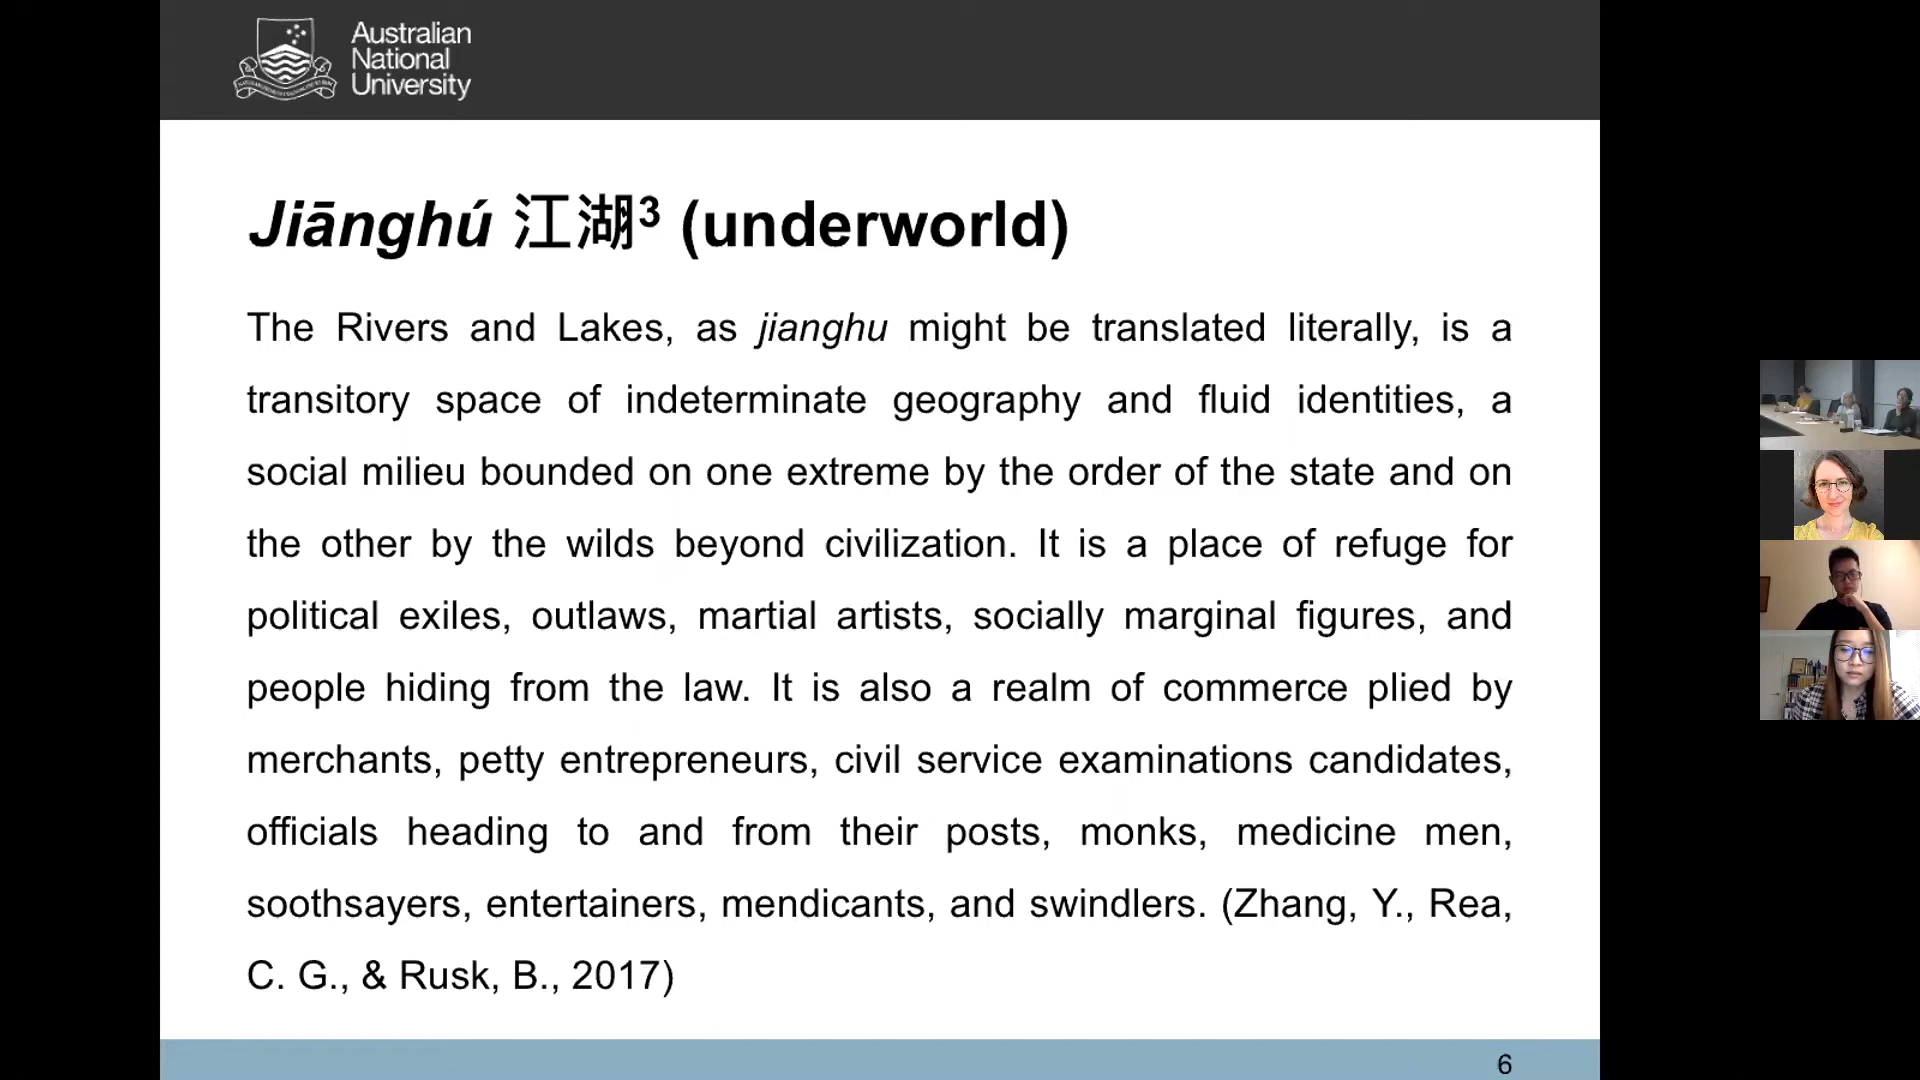 Australian
National
University
Jiānghú 江湖³ (underworld)
The Rivers and Lakes, as jianghu might be translated literally, is a
transitory space of indeterminate geography and fluid identities, a
social milieu bounded on one extreme by the order of the state and on
the other by the wilds beyond civilization. It is a place of refuge for
political exiles, outlaws, martial artists, socially marginal figures, and
people hiding from the law. It is also a realm of commerce plied by
merchants, petty entrepreneurs, civil service examinations candidates,
officials heading to and from their posts, monks, medicine men,
soothsayers, entertainers, mendicants, and swindlers. (Zhang, Y., Rea,
C. G., & Rusk, B., 2017)
6